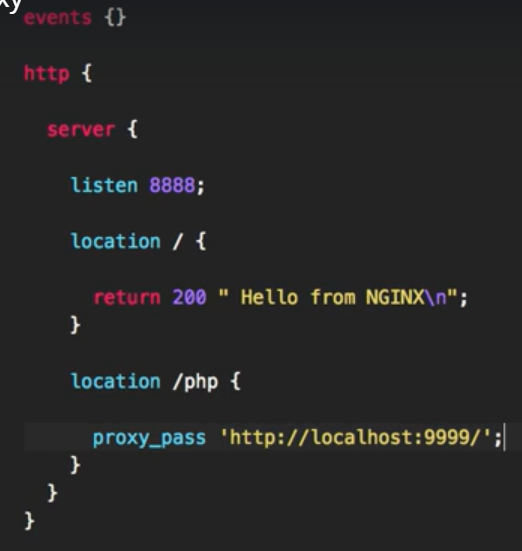 xy
events {}
http {
server {
listen 8888;
location / {
return 200 " Hello from NGINX\n";
}
location /php {
proxy_pass 'http://localhost:9999/';
}
}
}